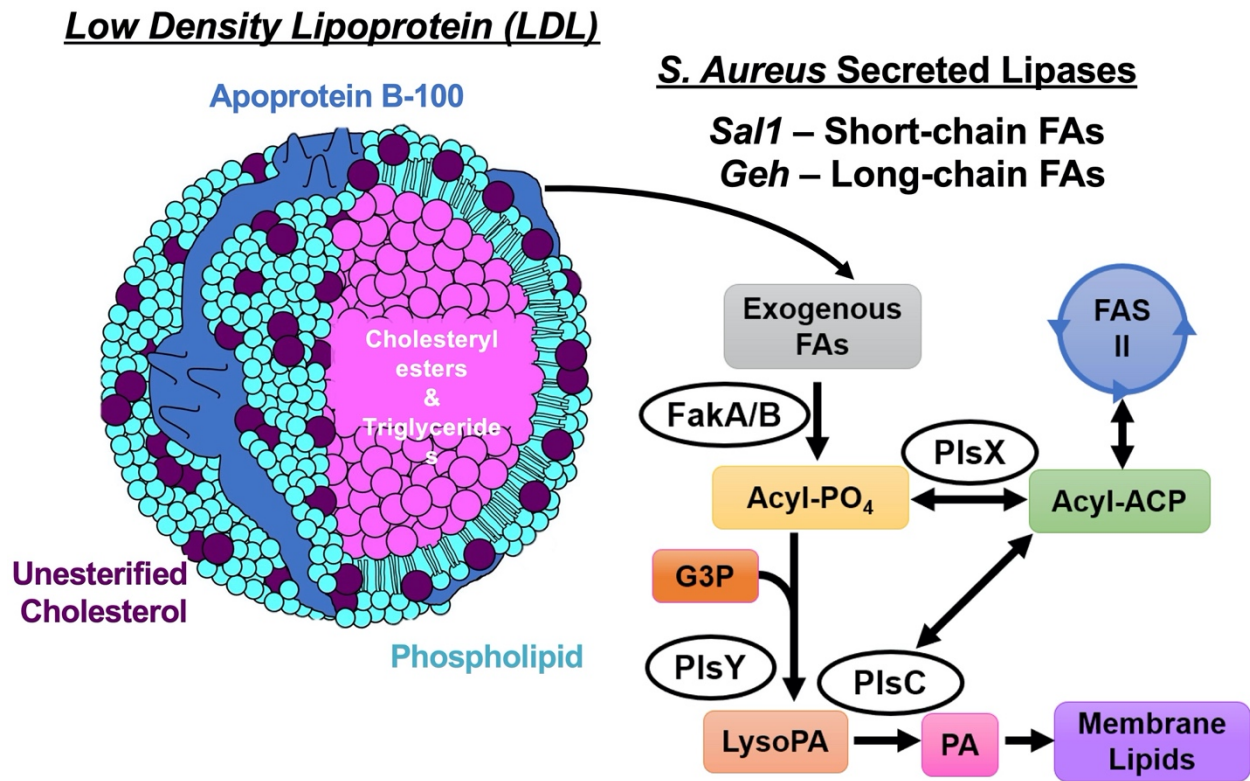 Low Density Lipoprotein (LDL)
Apoprotein B-100
Cholesteryl
esters
&
Triglyceride
s
Unesterified
Cholesterol
Phospholipid
S. Aureus Secreted Lipases
Sal1 – Short-chain FAs
Geh – Long-chain FAs
Exogenous
FAs
FAS
II
FakA/B
PlsX
Acyl-PO₄
Acyl-ACP
G3P
PlsY
PlsC
LysoPA
PA
Membrane
Lipids